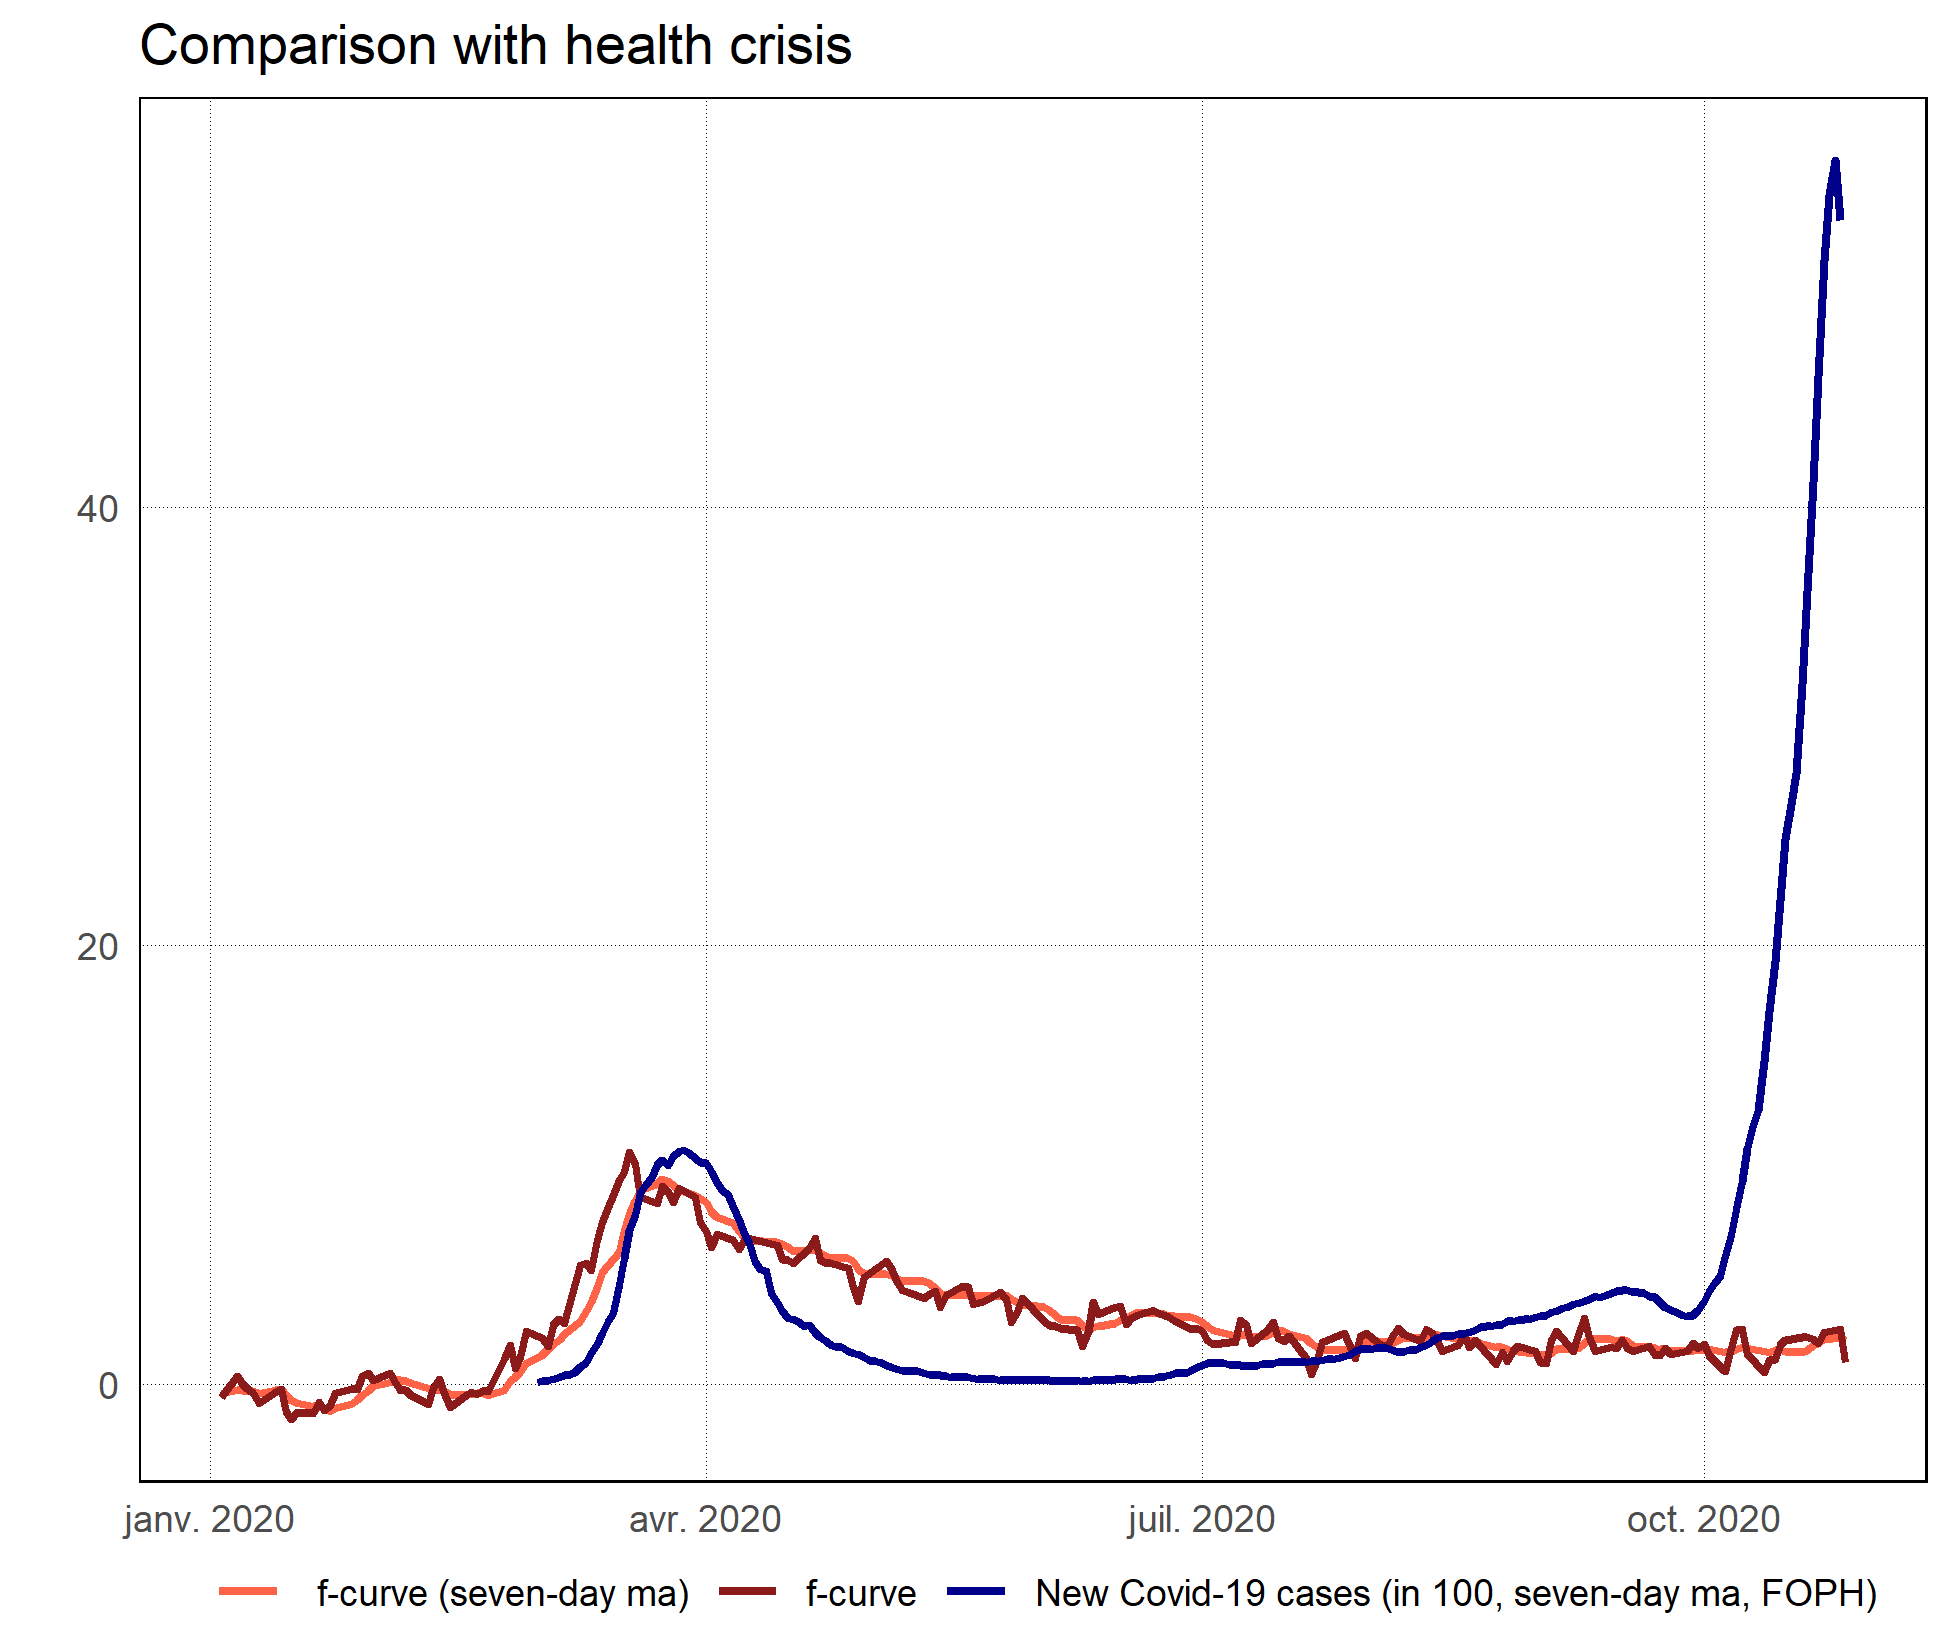 Comparison with health crisis
40
20
0
janv. 2020 avr. 2020 juil. 2020 oct. 2020
f-curve (seven-day ma) f-curve New Covid-19 cases (in 100, seven-day ma, FOPH)